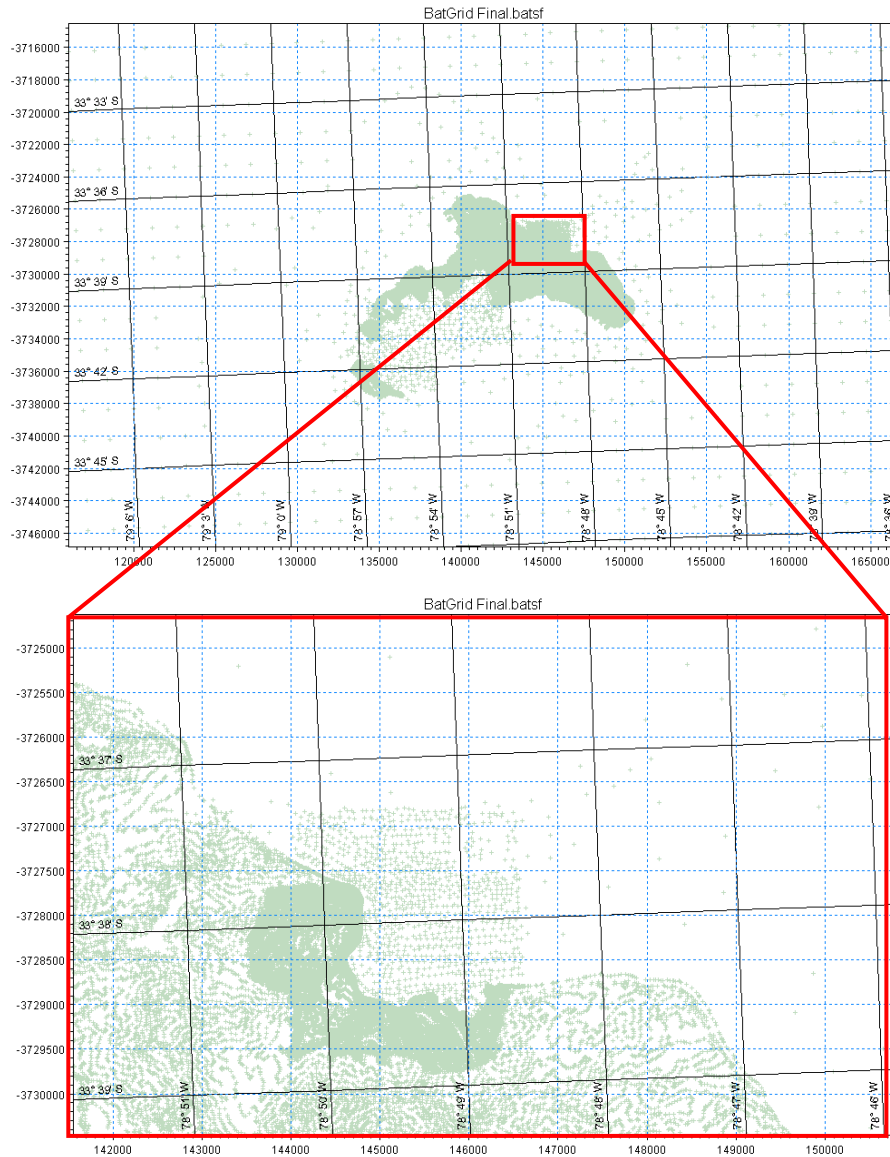 BatGrid Final.batsf
-3716000
-3718000
33° 33' S
-3720000
-3722000
-3724000
33° 36' S
-3726000
-3728000
-3730000
33° 39' S
-3732000
-3734000
-3736000
33° 42' S
-3738000
-3740000
33° 45' S
-3742000
-3744000
-3746000
79° 6' W
79° 3' W
79° 0' W
78° 57' W
78° 54' W
78° 51' W
78° 48' W
78° 45' W
78° 42' W
78° 39' W
78° 36' W
120000 125000 130000 135000 140000 145000 150000 155000 160000 165000
BatGrid Final.batsf
-3725000
-3725500
-3726000
33° 37' S
-3726500
-3727000
-3727500
-3728000
33° 38' S
-3728500
-3729000
-3729500
33° 39' S
-3730000
78° 51' W
78° 50' W
78° 49' W
78° 48' W
78° 47' W
78° 46' W
142000 143000 144000 145000 146000 147000 148000 149000 150000